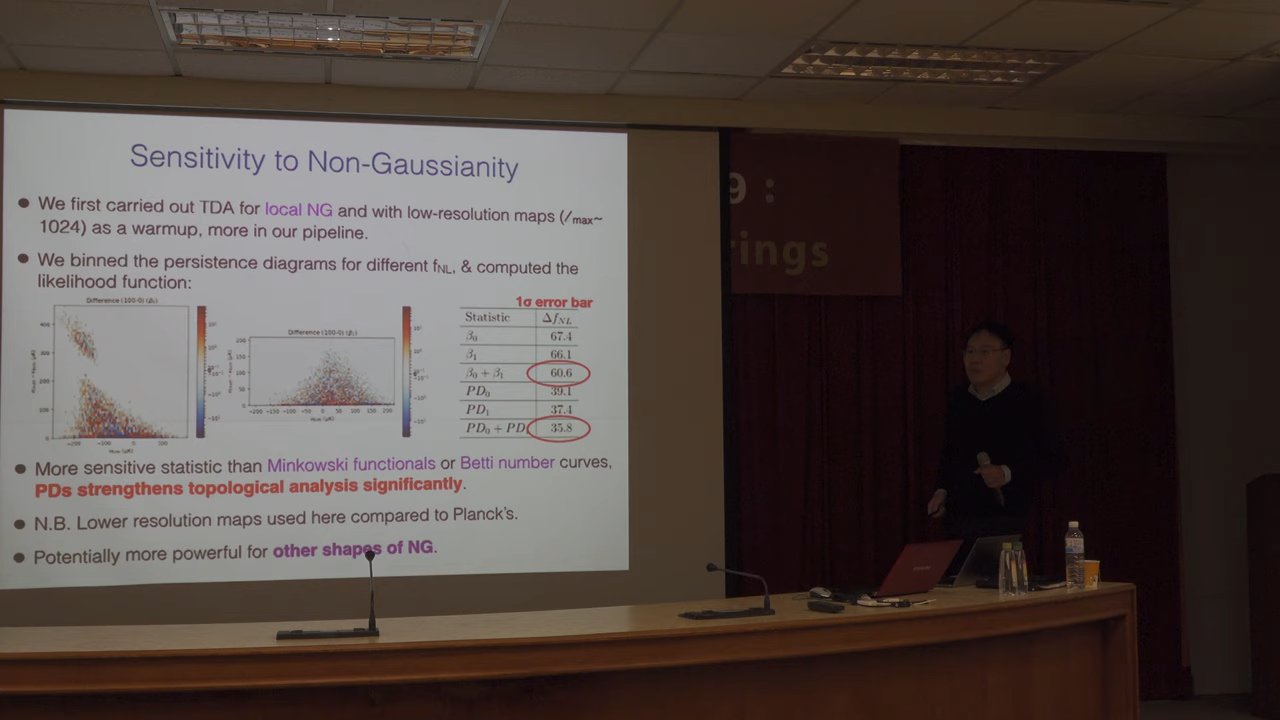 Sensitivity to Non-Gaussianity
● We first carried out TDA for local NG and with low-resolution maps (ℓmax~
1024) as a warmup, more in our pipeline.
● We binned the persistence diagrams for different fNL, & computed the
likelihood function:
Difference (100-0) (β₀)
Difference (100-0) (β₁)
1σ error bar
Statistic ΔfNL
β₀ 67.4
β₁ 66.1
β₀ + β₁ 60.6
PD₀ 39.1
PD₁ 37.4
PD₀ + PD 35.8
● More sensitive statistic than Minkowski functionals or Betti number curves,
PDs strengthens topological analysis significantly.
● N.B. Lower resolution maps used here compared to Planck's.
● Potentially more powerful for other shapes of NG.
9 :
rings